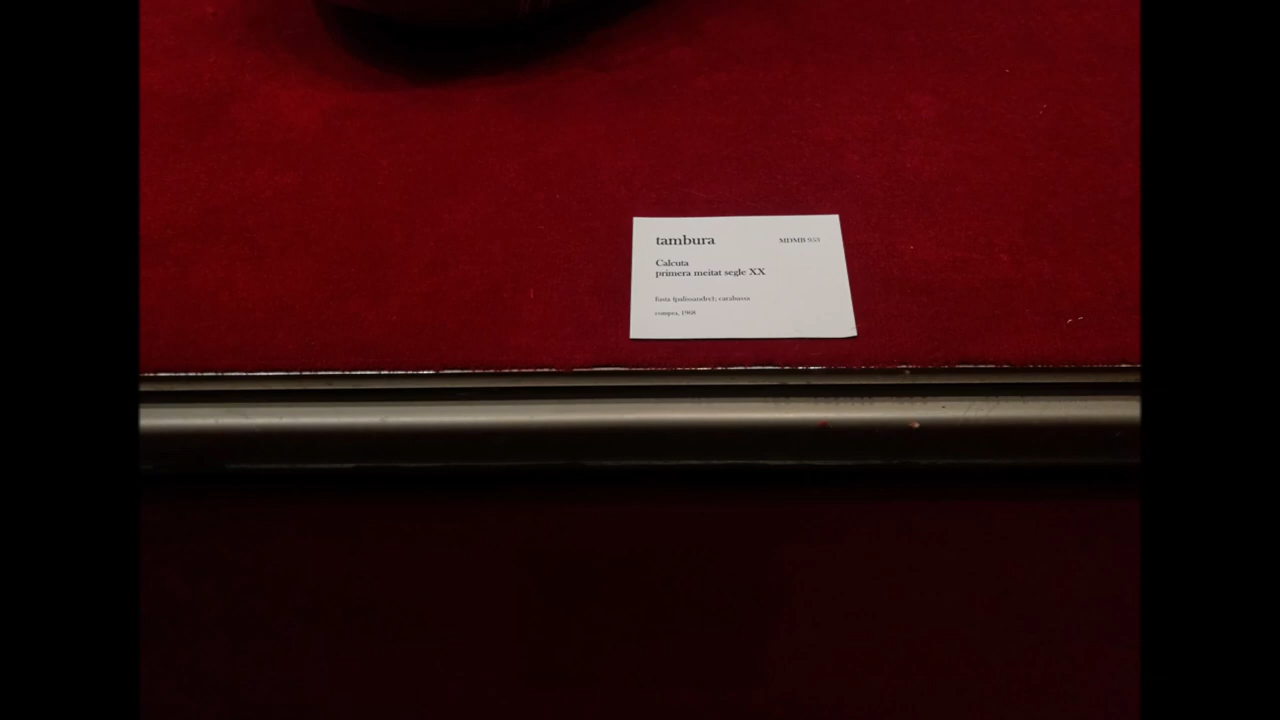 tambura MDMB 953
Calcuta
primera meitat segle XX
fusta (palissandre); carabassa
compra, 1968